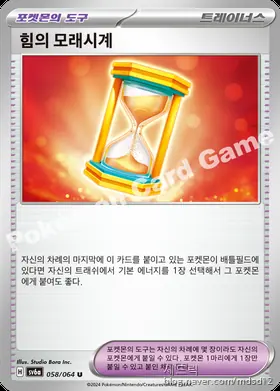 포켓몬의 도구
트레이너스
힘의 모래시계
Pokémon Card Game
자신의 차례의 마지막에 이 카드를 붙이고 있는 포켓몬이 배틀필드에
있다면 자신의 트래쉬에서 기본 에너지를 1장 선택해서 그 포켓몬
에게 붙여도 좋다.
Illus. Studio Bora Inc.
포켓몬의 도구는 자신의 차례에 몇 장이라도 자신의
포켓몬에게 붙일 수 있다. 포켓몬 1마리에게 1장만
붙일 수 있고 붙인 채로 둔다.
H sv6a 058/064 U
©2024 Pokémon/Nintendo/Creatures/GAME FREAK